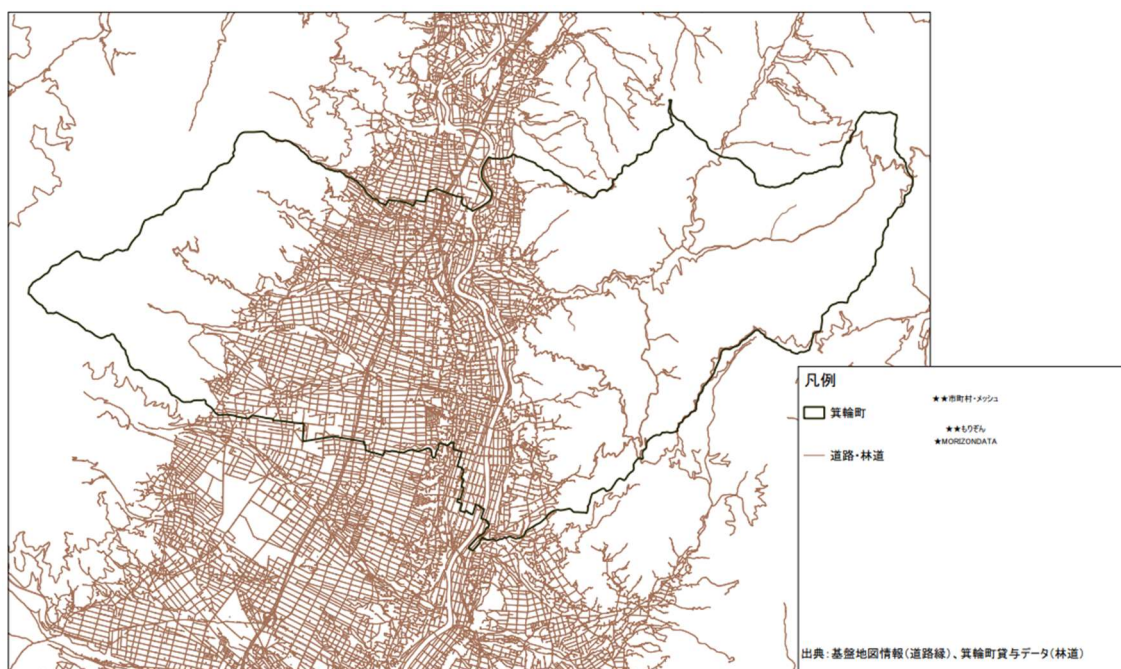 凡例
★★市町村・メッシュ
箕輪町
★★もりぞん
★MORIZONDATA
道路・林道
出典：基盤地図情報（道路縁）、箕輪町貸与データ（林道）